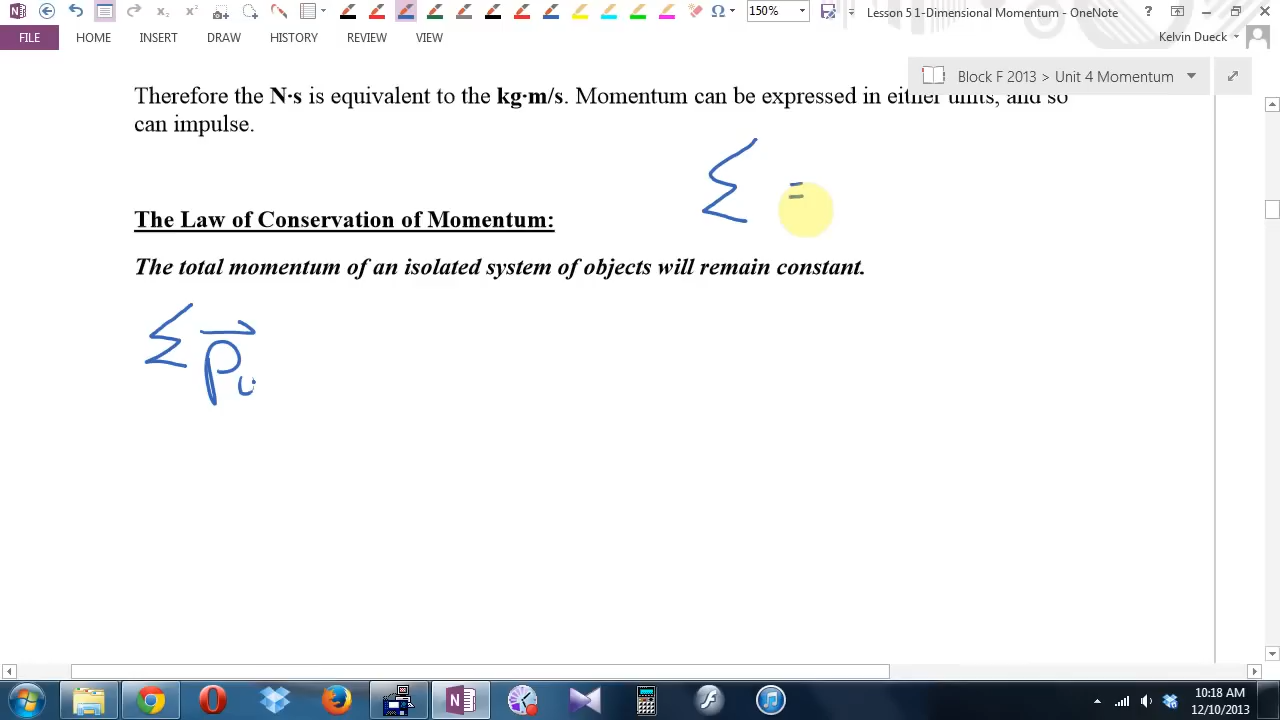 150% Lesson 5 1-Dimensional Momentum - OneNote ?
FILE HOME INSERT DRAW HISTORY REVIEW VIEW Kelvin Dueck
Block F 2013 > Unit 4 Momentum
Therefore the N·s is equivalent to the kg·m/s. Momentum can be expressed in either units, and so
can impulse.
Σ =
The Law of Conservation of Momentum:
The total momentum of an isolated system of objects will remain constant.
Σ p⃗
10:18 AM
12/10/2013